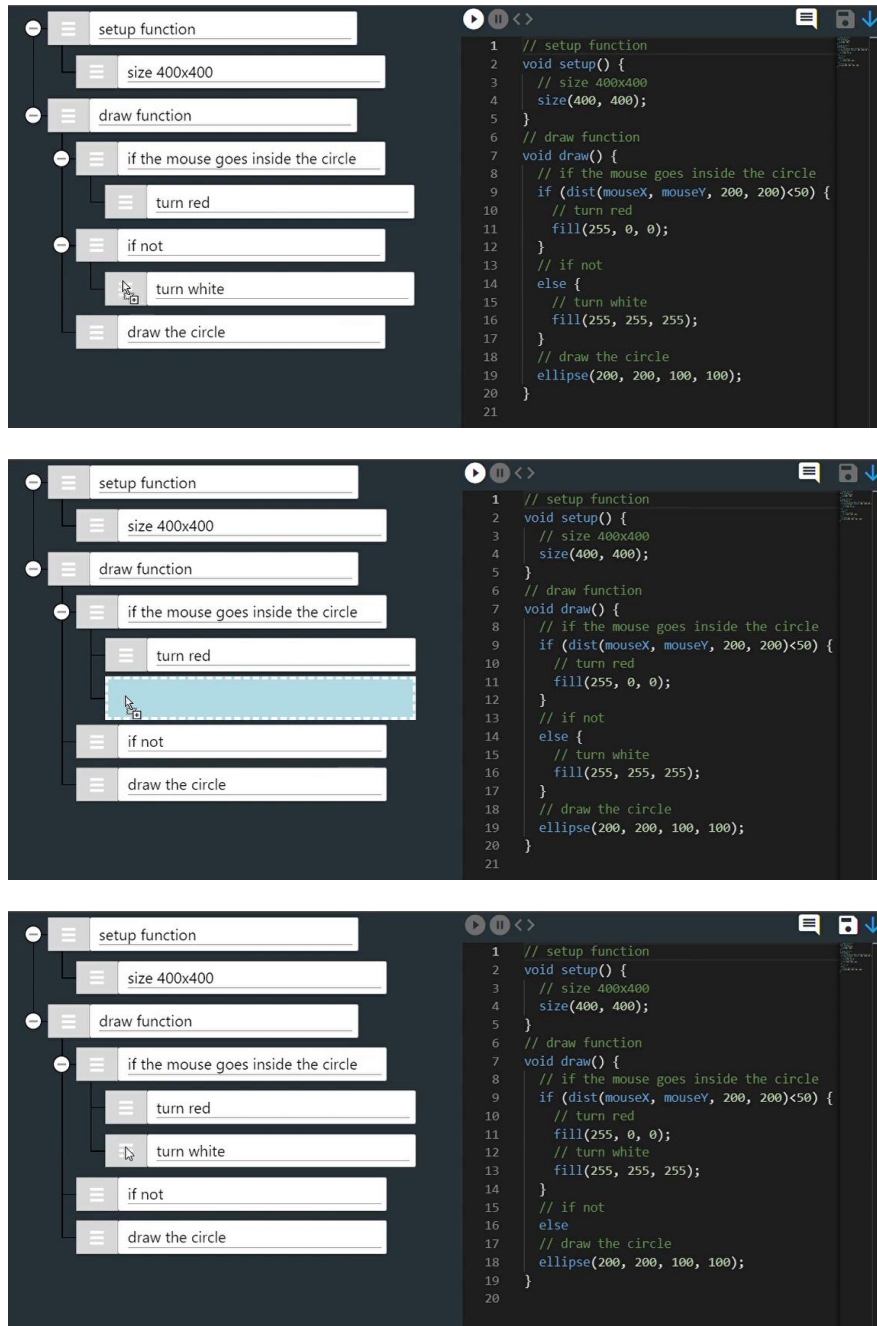 setup function
size 400x400
draw function
if the mouse goes inside the circle
turn red
if not
turn white
draw the circle
1 // setup function
2 void setup() {
3 // size 400x400
4 size(400, 400);
5 }
6 // draw function
7 void draw() {
8 // if the mouse goes inside the circle
9 if (dist(mouseX, mouseY, 200, 200)<50) {
10 // turn red
11 fill(255, 0, 0);
12 }
13 // if not
14 else {
15 // turn white
16 fill(255, 255, 255);
17 }
18 // draw the circle
19 ellipse(200, 200, 100, 100);
20 }
21
setup function
size 400x400
draw function
if the mouse goes inside the circle
turn red
if not
draw the circle
1 // setup function
2 void setup() {
3 // size 400x400
4 size(400, 400);
5 }
6 // draw function
7 void draw() {
8 // if the mouse goes inside the circle
9 if (dist(mouseX, mouseY, 200, 200)<50) {
10 // turn red
11 fill(255, 0, 0);
12 }
13 // if not
14 else {
15 // turn white
16 fill(255, 255, 255);
17 }
18 // draw the circle
19 ellipse(200, 200, 100, 100);
20 }
21
setup function
size 400x400
draw function
if the mouse goes inside the circle
turn red
turn white
if not
draw the circle
1 // setup function
2 void setup() {
3 // size 400x400
4 size(400, 400);
5 }
6 // draw function
7 void draw() {
8 // if the mouse goes inside the circle
9 if (dist(mouseX, mouseY, 200, 200)<50) {
10 // turn red
11 fill(255, 0, 0);
12 // turn white
13 fill(255, 255, 255);
14 }
15 // if not
16 else
17 // draw the circle
18 ellipse(200, 200, 100, 100);
19 }
20